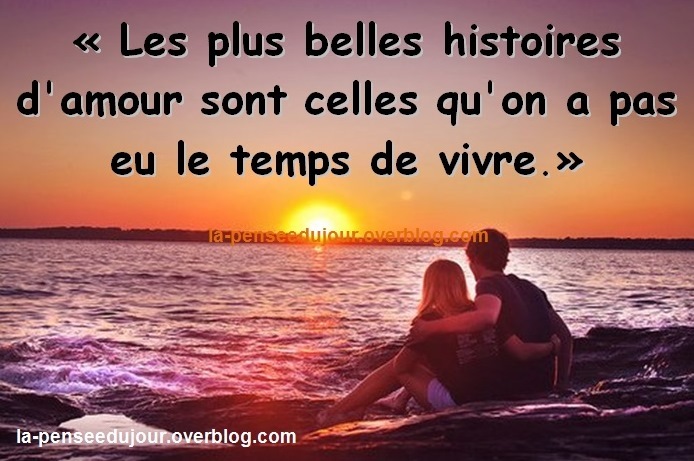 « Les plus belles histoires
d'amour sont celles qu'on a pas
eu le temps de vivre.»
la-penseedujour.overblog.com
la-penseedujour.overblog.com